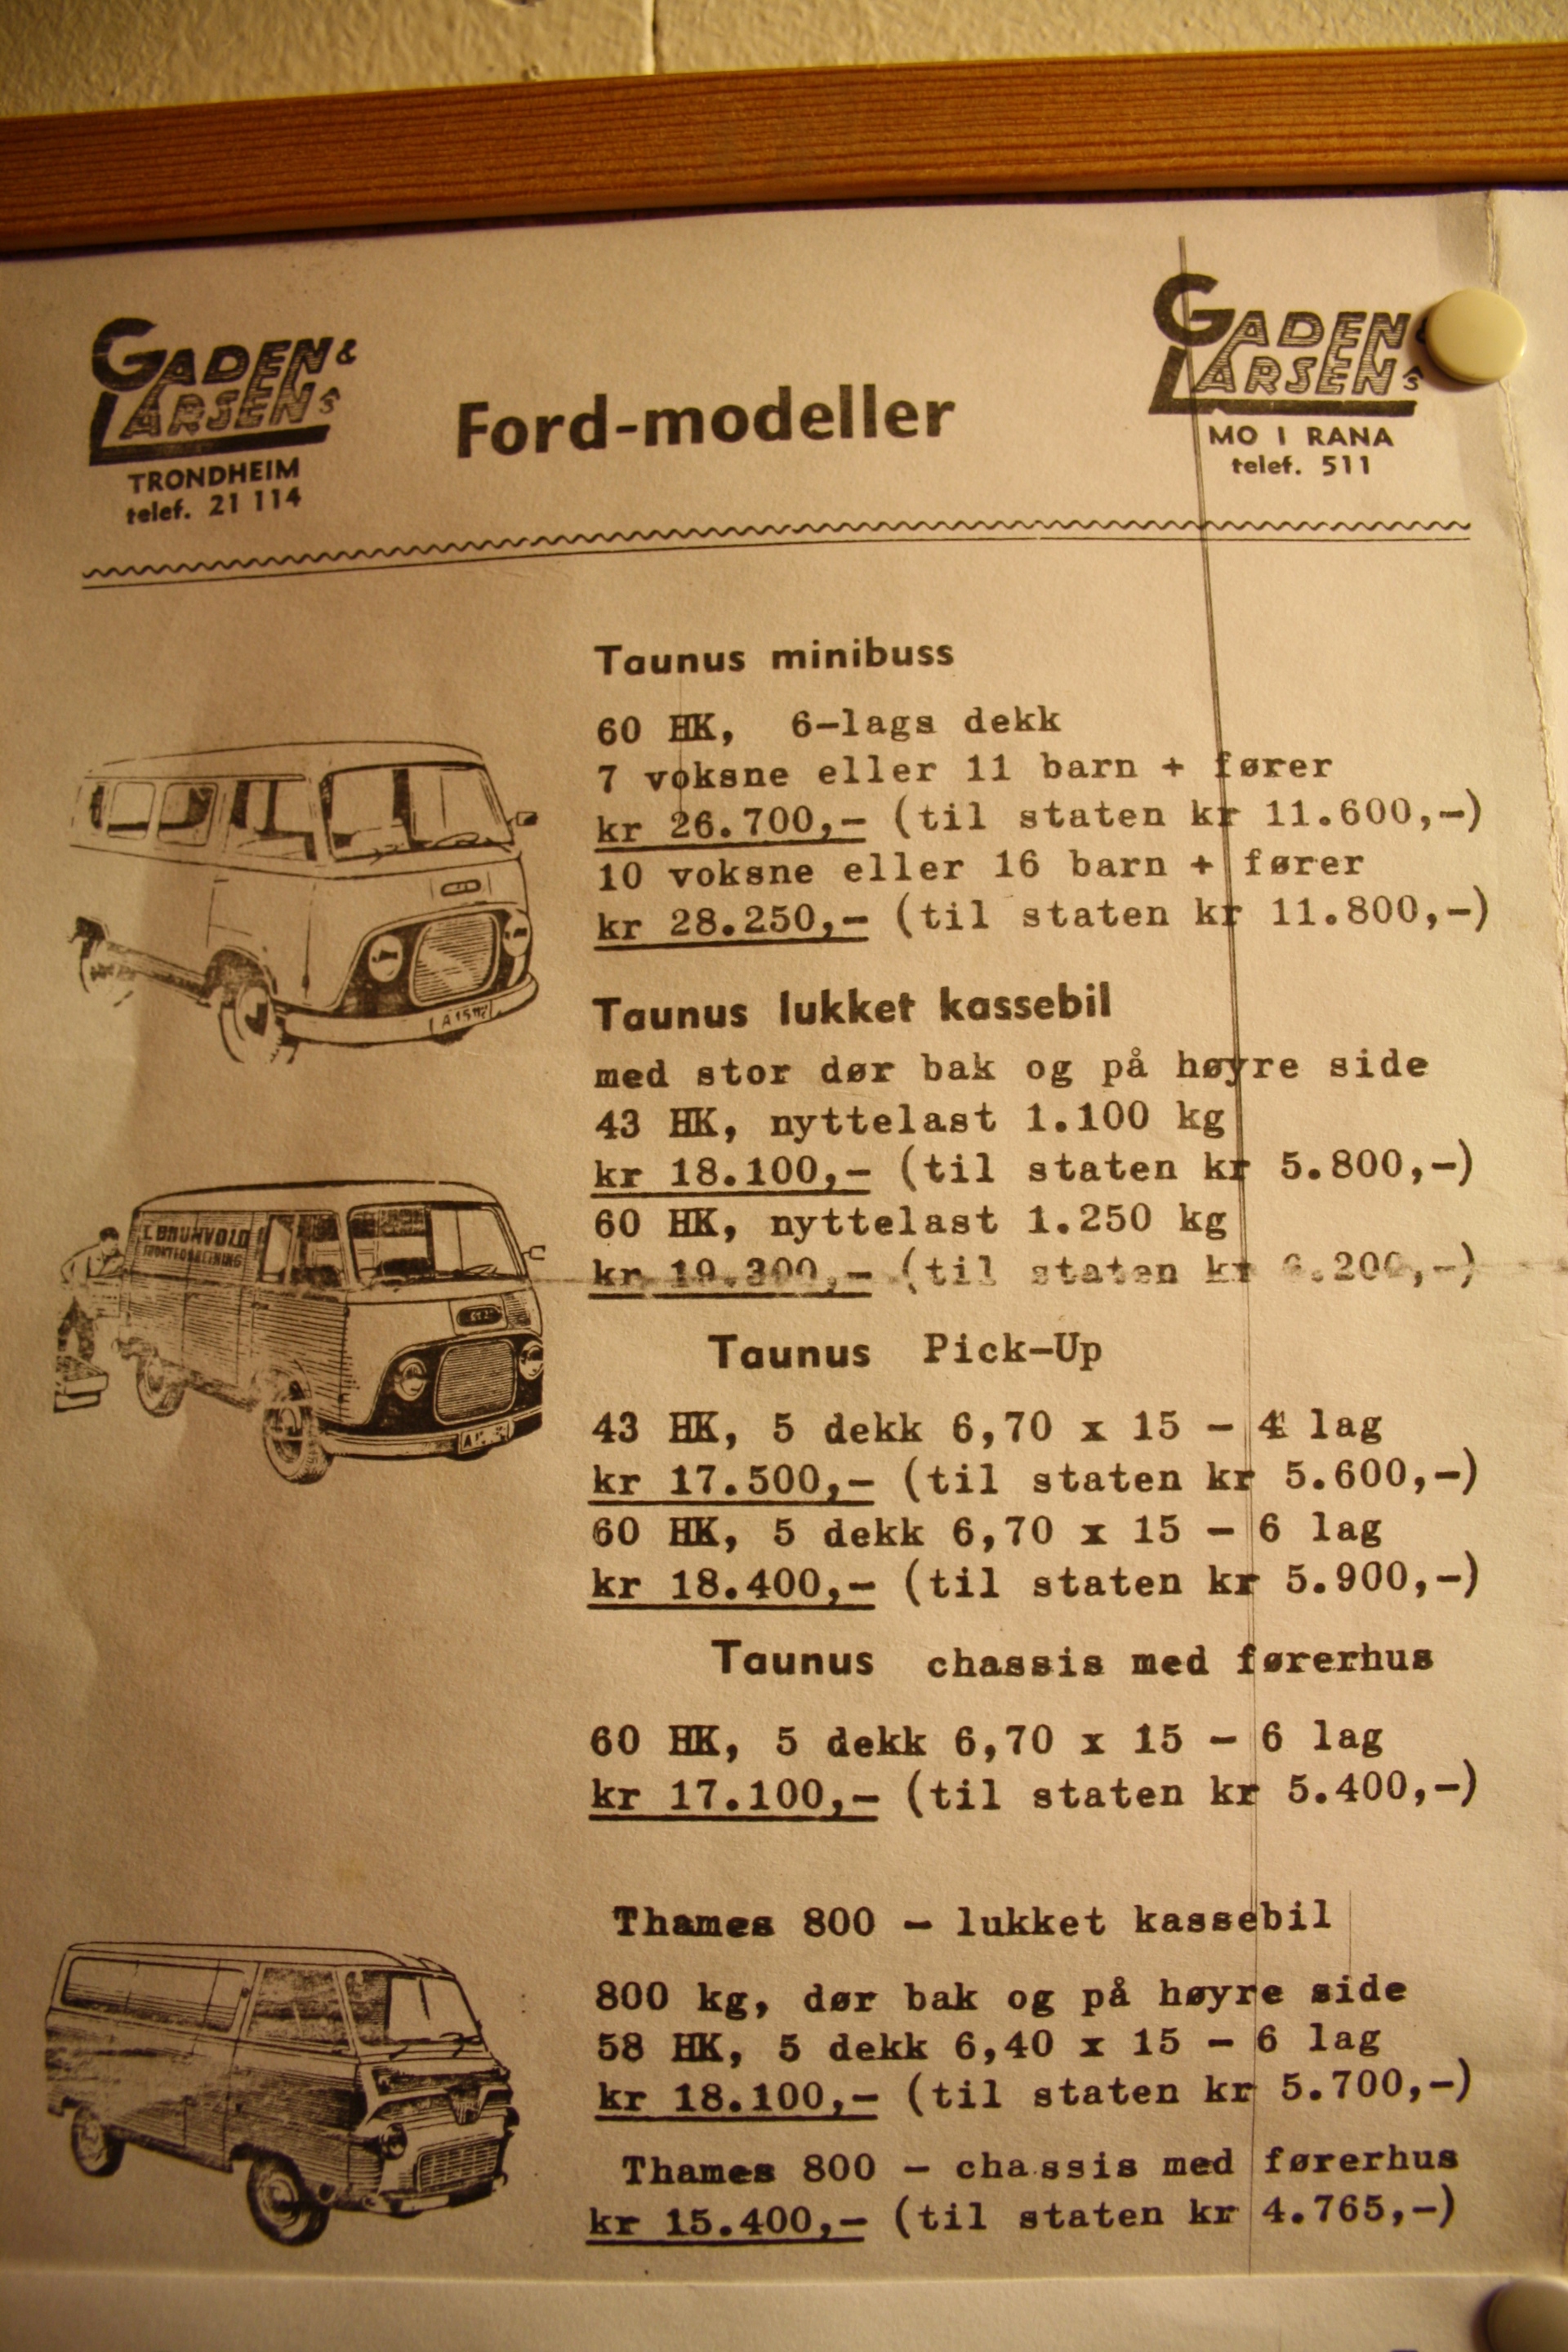 GADEN &
LARSEN A/S
TRONDHEIM
telef. 21 114
Ford-modeller
GADEN
LARSEN A/S
MO I RANA
telef. 511
Taunus minibuss
60 HK, 6-lags dekk
7 voksne eller 11 barn + fører
kr 26.700,- (til staten kr 11.600,-)
10 voksne eller 16 barn + fører
kr 28.250,- (til staten kr 11.800,-)
Taunus lukket kassebil
med stor dør bak og på høyre side
43 HK, nyttelast 1.100 kg
kr 18.100,- (til staten kr 5.800,-)
60 HK, nyttelast 1.250 kg
kr 19.300,- (til staten kr 6.200,-)
Taunus Pick-Up
43 HK, 5 dekk 6,70 x 15 - 4 lag
kr 17.500,- (til staten kr 5.600,-)
60 HK, 5 dekk 6,70 x 15 - 6 lag
kr 18.400,- (til staten kr 5.900,-)
Taunus chassis med førerhus
60 HK, 5 dekk 6,70 x 15 - 6 lag
kr 17.100,- (til staten kr 5.400,-)
Thames 800 - lukket kassebil
800 kg, dør bak og på høyre side
58 HK, 5 dekk 6,40 x 15 - 6 lag
kr 18.100,- (til staten kr 5.700,-)
Thames 800 - chassis med førerhus
kr 15.400,- (til staten kr 4.765,-)